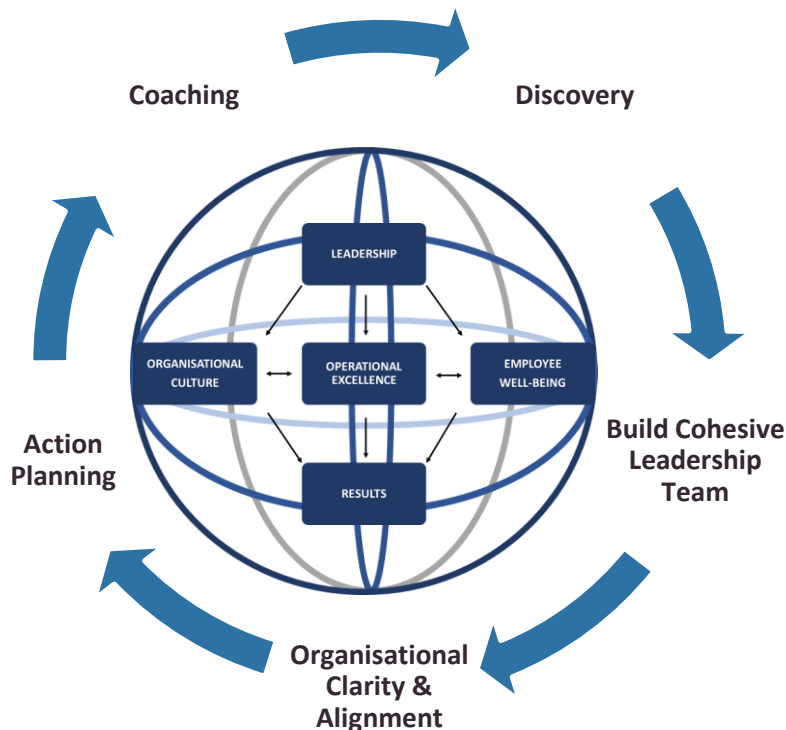 Coaching
Discovery
LEADERSHIP
ORGANISATIONAL
CULTURE
OPERATIONAL
EXCELLENCE
EMPLOYEE
WELL-BEING
Action
Planning
Build Cohesive
Leadership
Team
RESULTS
Organisational
Clarity &
Alignment